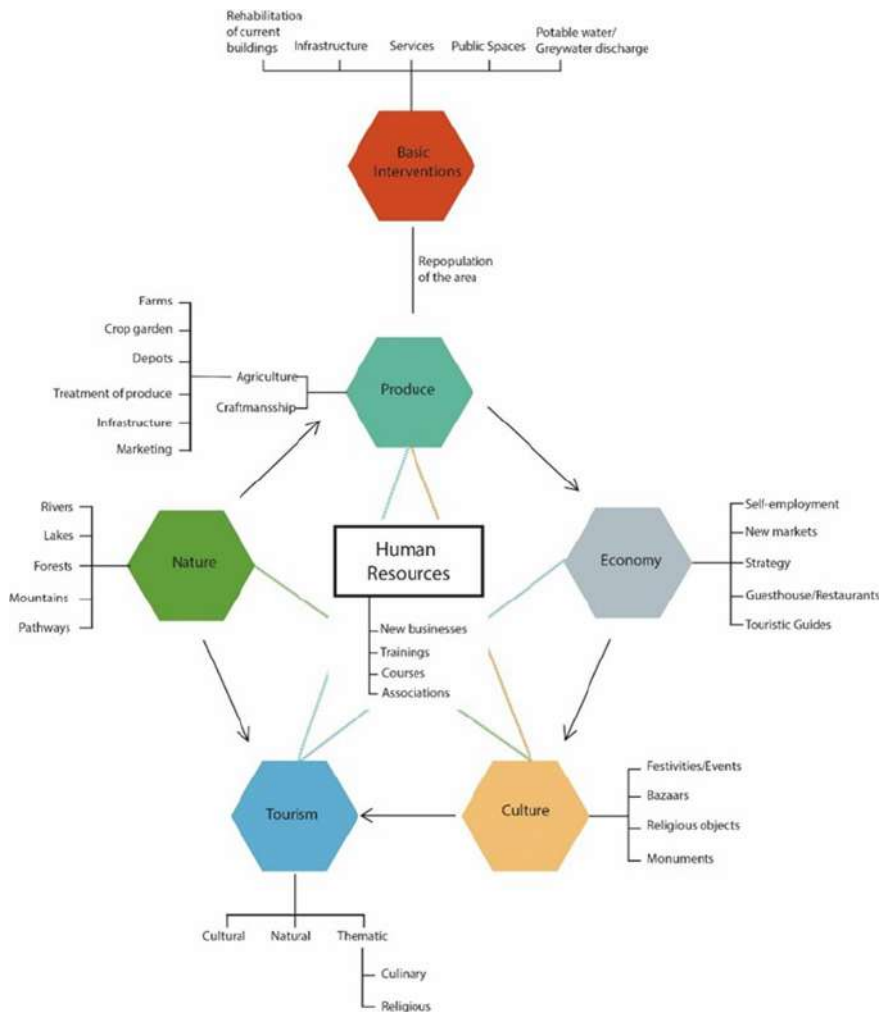 Rehabilitation
of current
buildings
Infrastructure
Services
Public Spaces
Potable water/
Greywater discharge
Basic
Interventions
Repopulation
of the area
Farms
Crop garden
Depots
Treatment of produce
Infrastructure
Marketing
Agriculture
Craftmansship
Produce
Rivers
Lakes
Forests
Mountains
Pathways
Nature
Human
Resources
New businesses
Trainings
Courses
Associations
Economy
Self-employment
New markets
Strategy
Guesthouse/Restaurants
Touristic Guides
Tourism
Culture
Festivities/Events
Bazaars
Religious objects
Monuments
Cultural
Natural
Thematic
Culinary
Religious